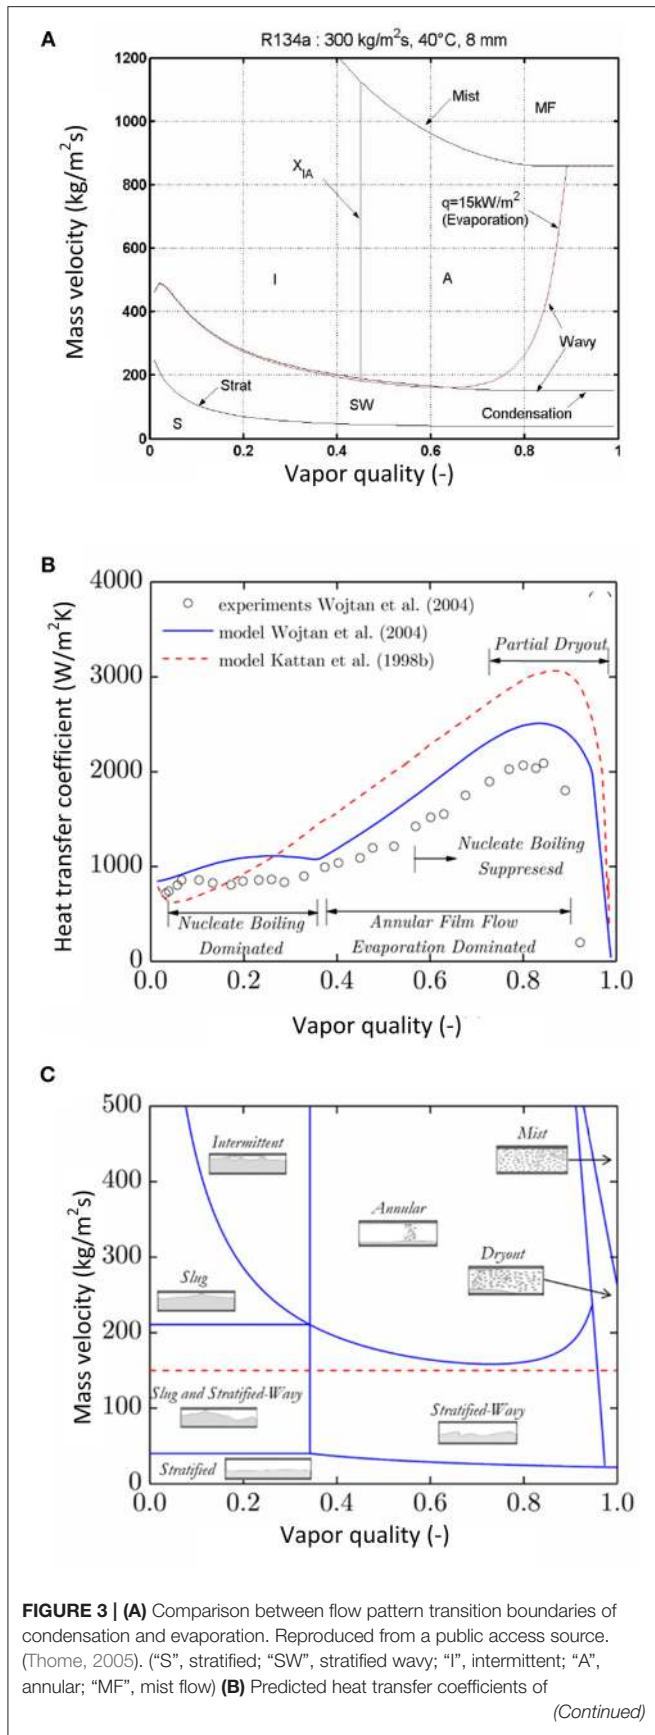 A
R134a : 300 kg/m²s, 40°C, 8 mm
1200
1000
800
600
400
200
0
Mass velocity (kg/m²s)
Mist
MF
X_IA
q=15kW/m²
(Evaporation)
I
A
Wavy
Strat
SW
Condensation
S
0
0.2
0.4
0.6
0.8
1
Vapor quality (-)
B
4000
3000
2000
1000
0
Heat transfer coefficient (W/m²K)
experiments Wojtan et al. (2004)
model Wojtan et al. (2004)
model Kattan et al. (1998b)
Partial Dryout
Nucleate Boiling
Suppresesd
Nucleate Boiling
Dominated
Annular Film Flow
Evaporation Dominated
0.0
0.2
0.4
0.6
0.8
1.0
Vapor quality (-)
C
500
400
300
200
100
0
Mass velocity (kg/m²s)
Intermittent
Mist
Annular
Slug
Dryout
Slug and Stratified-Wavy
Stratified-Wavy
Stratified
0.0
0.2
0.4
0.6
0.8
1.0
Vapor quality (-)
FIGURE 3 | (A) Comparison between flow pattern transition boundaries of
condensation and evaporation. Reproduced from a public access source.
(Thome, 2005). (“S”, stratified; “SW”, stratified wavy; “I”, intermittent; “A”,
annular; “MF”, mist flow) (B) Predicted heat transfer coefficients of
(Continued)